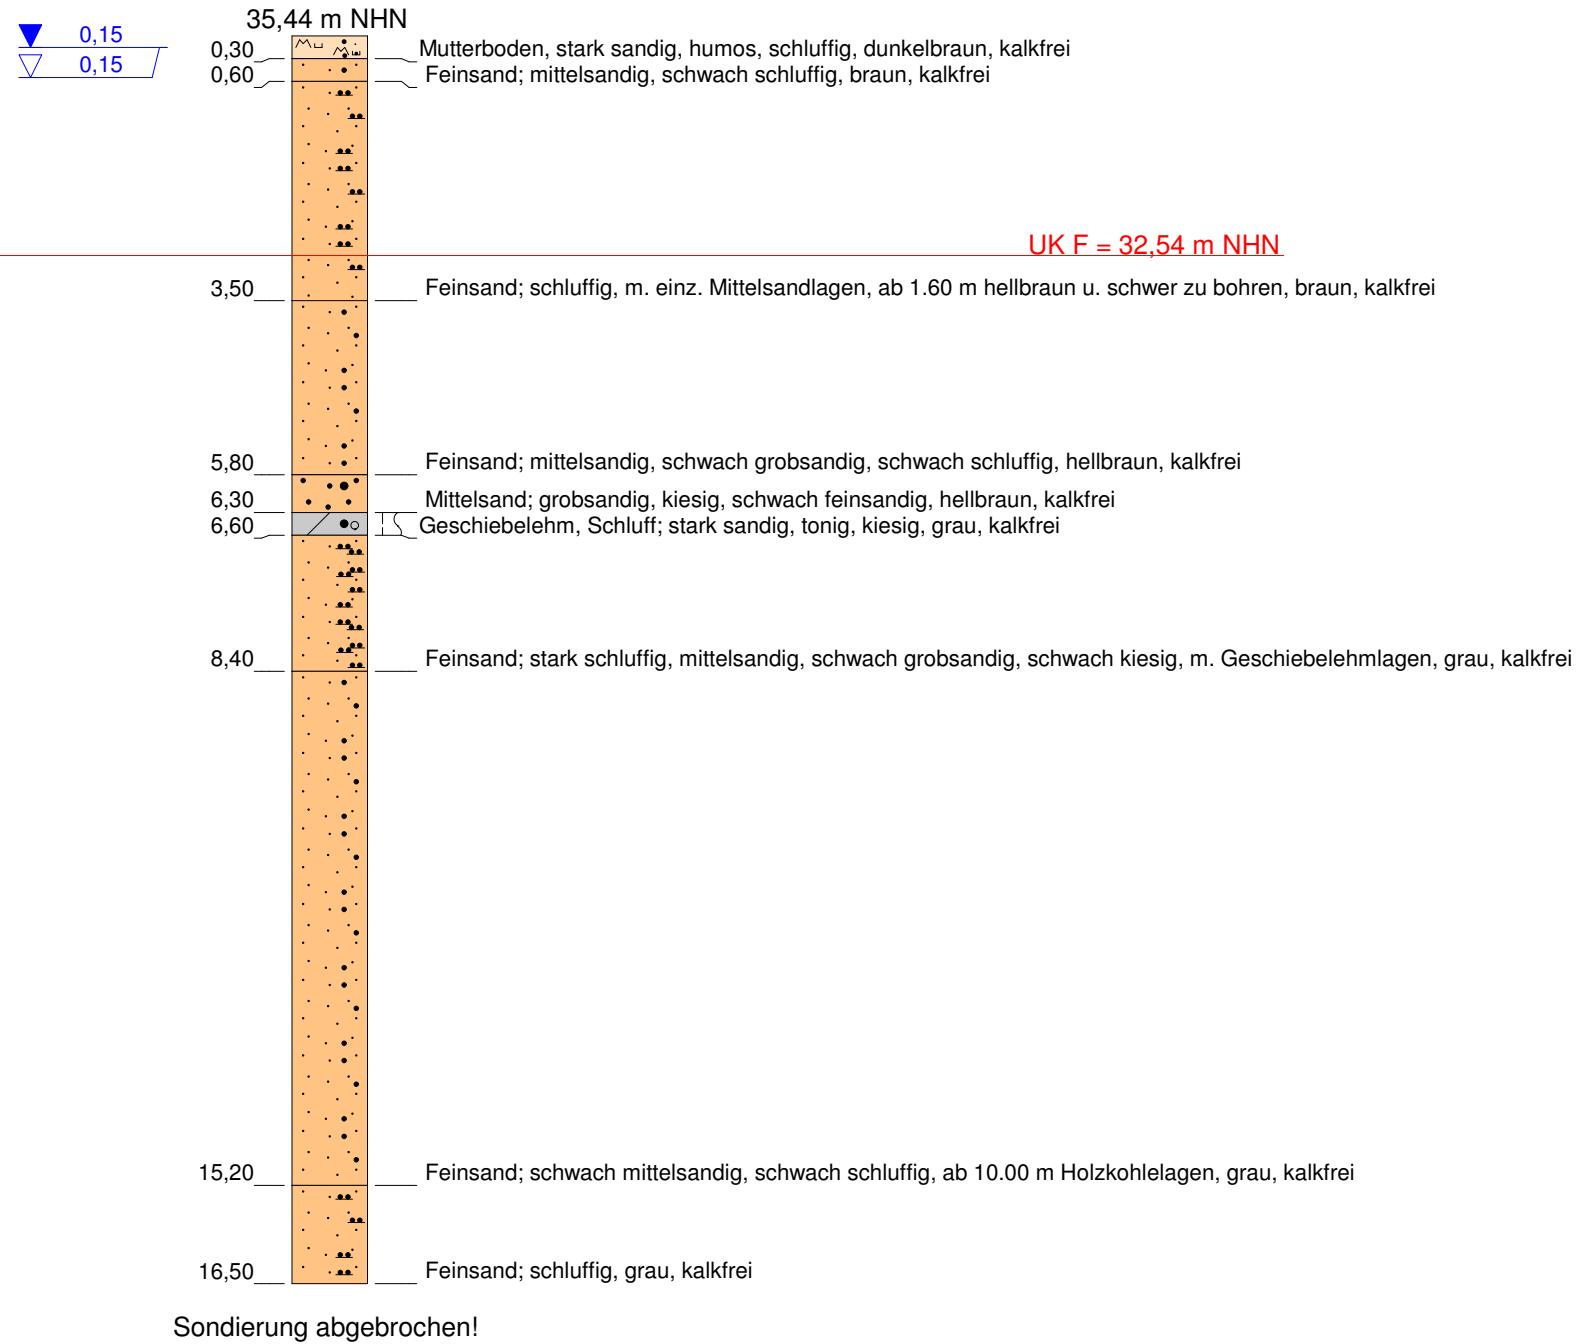 35,44 m NHN
0,15
0,15
0,30 Mutterboden, stark sandig, humos, schluffig, dunkelbraun, kalkfrei
0,60 Feinsand; mittelsandig, schwach schluffig, braun, kalkfrei
UK F = 32,54 m NHN
3,50 Feinsand; schluffig, m. einz. Mittelsandlagen, ab 1.60 m hellbraun u. schwer zu bohren, braun, kalkfrei
5,80 Feinsand; mittelsandig, schwach grobsandig, schwach schluffig, hellbraun, kalkfrei
6,30 Mittelsand; grobsandig, kiesig, schwach feinsandig, hellbraun, kalkfrei
6,60 Geschiebelehm, Schluff; stark sandig, tonig, kiesig, grau, kalkfrei
8,40 Feinsand; stark schluffig, mittelsandig, schwach grobsandig, schwach kiesig, m. Geschiebelehmlagen, grau, kalkfrei
15,20 Feinsand; schwach mittelsandig, schwach schluffig, ab 10.00 m Holzkohlelagen, grau, kalkfrei
16,50 Feinsand; schluffig, grau, kalkfrei
Sondierung abgebrochen!